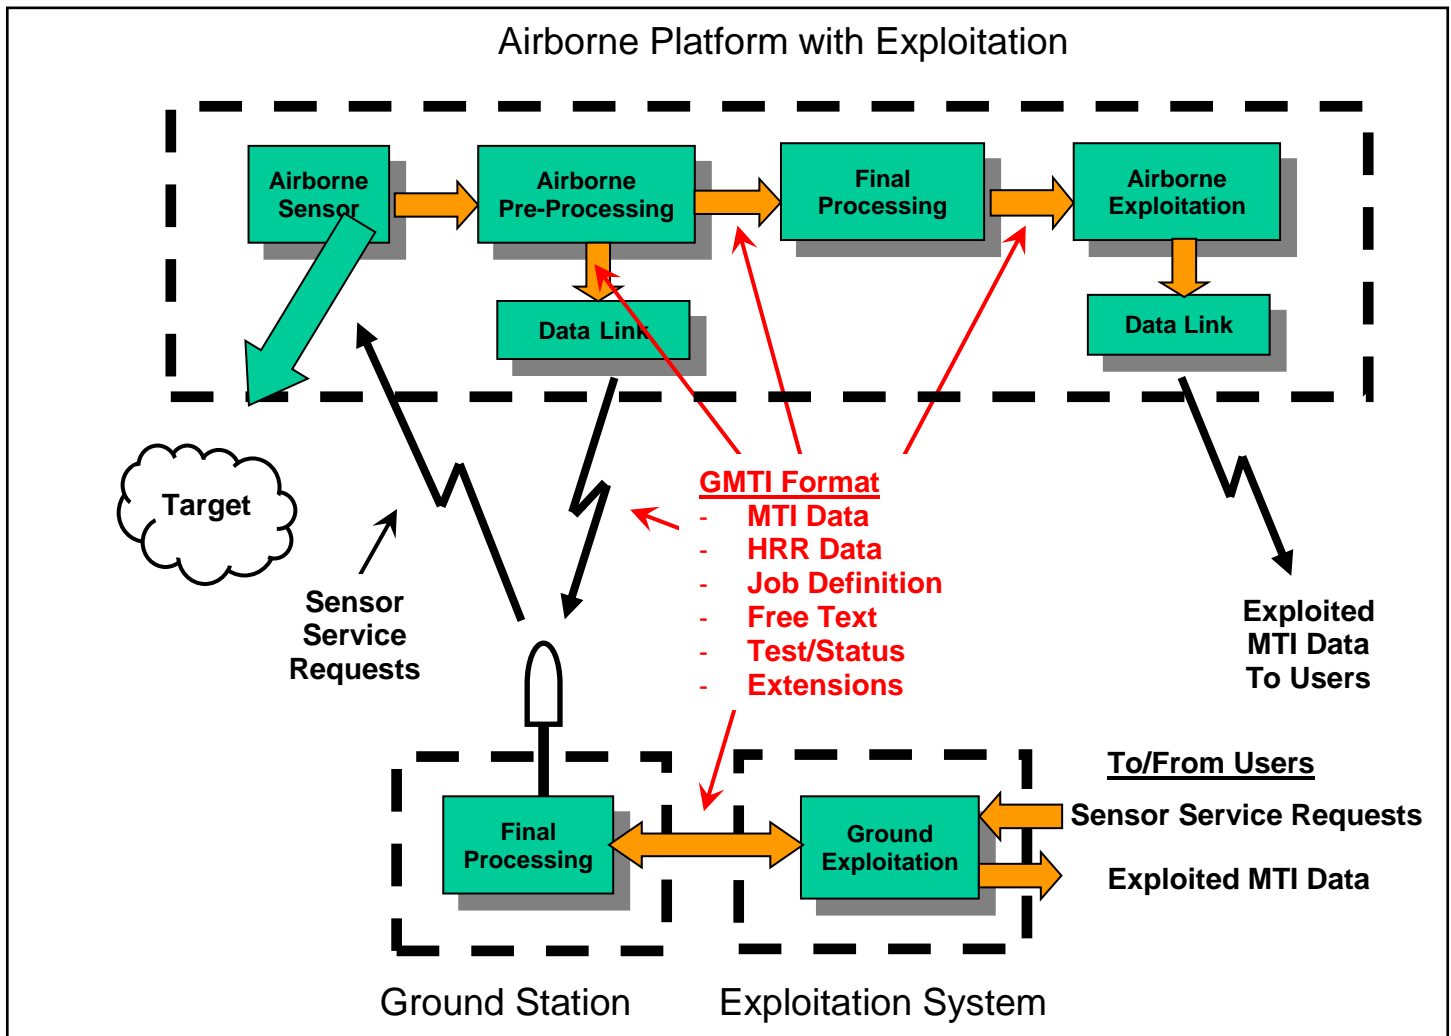 Airborne Platform with Exploitation
Airborne
Sensor
Airborne
Pre-Processing
Final
Processing
Airborne
Exploitation
Data Link
Data Link
Target
Sensor
Service
Requests
GMTI Format
- MTI Data
- HRR Data
- Job Definition
- Free Text
- Test/Status
- Extensions
Exploited
MTI Data
To Users
Final
Processing
Ground
Exploitation
To/From Users
Sensor Service Requests
Exploited MTI Data
Ground Station
Exploitation System